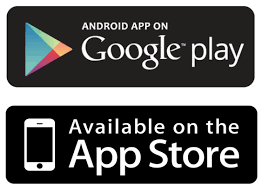 ANDROID APP ON
Google play
Available on the
App Store